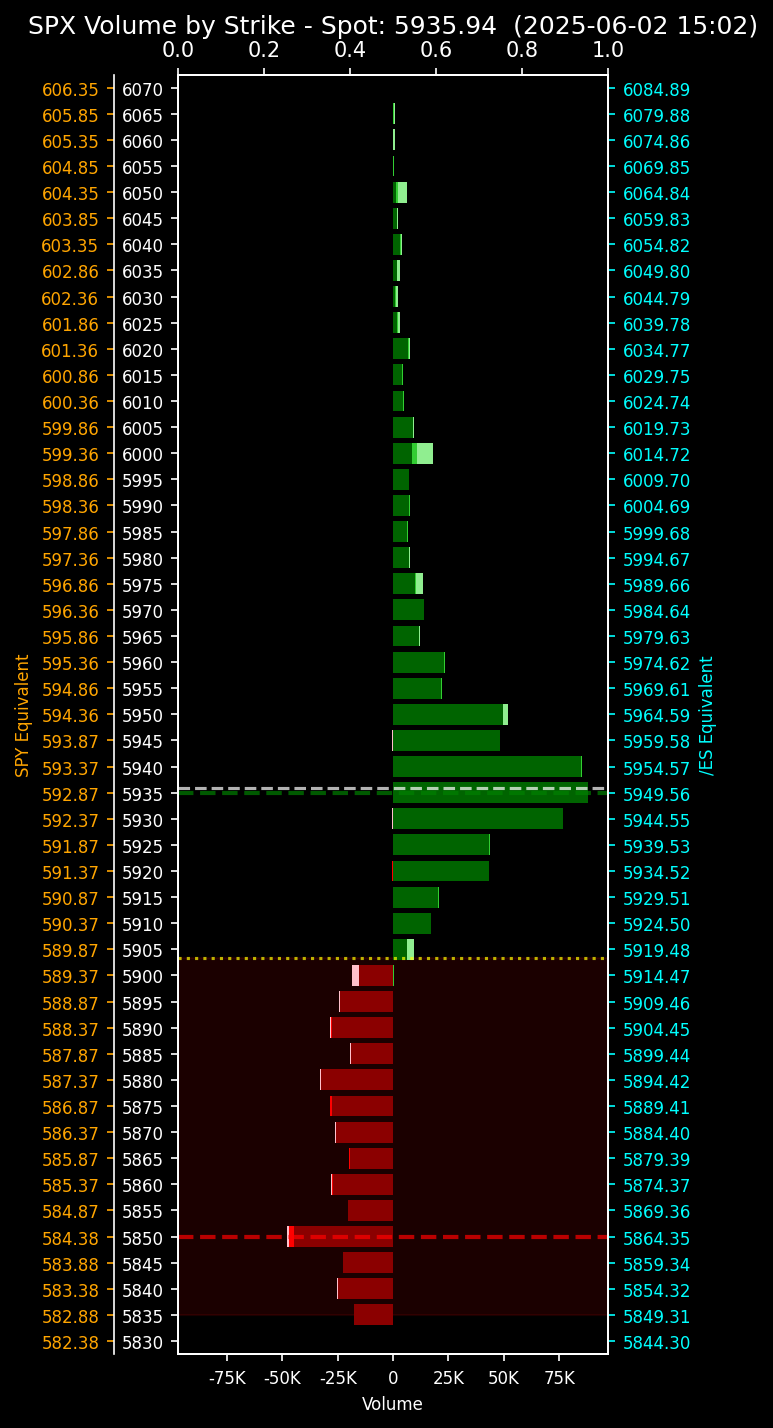 SPX Volume by Strike - Spot: 5935.94 (2025-06-02 15:02)
0.0 0.2 0.4 0.6 0.8 1.0
606.35 6070 6084.89
605.85 6065 6079.88
605.35 6060 6074.86
604.85 6055 6069.85
604.35 6050 6064.84
603.85 6045 6059.83
603.35 6040 6054.82
602.86 6035 6049.80
602.36 6030 6044.79
601.86 6025 6039.78
601.36 6020 6034.77
600.86 6015 6029.75
600.36 6010 6024.74
599.86 6005 6019.73
599.36 6000 6014.72
598.86 5995 6009.70
598.36 5990 6004.69
597.86 5985 5999.68
597.36 5980 5994.67
596.86 5975 5989.66
596.36 5970 5984.64
595.86 5965 5979.63
595.36 5960 5974.62
594.86 5955 5969.61
594.36 5950 5964.59
593.87 5945 5959.58
593.37 5940 5954.57
592.87 5935 5949.56
592.37 5930 5944.55
591.87 5925 5939.53
591.37 5920 5934.52
590.87 5915 5929.51
590.37 5910 5924.50
589.87 5905 5919.48
589.37 5900 5914.47
588.87 5895 5909.46
588.37 5890 5904.45
587.87 5885 5899.44
587.37 5880 5894.42
586.87 5875 5889.41
586.37 5870 5884.40
585.87 5865 5879.39
585.37 5860 5874.37
584.87 5855 5869.36
584.38 5850 5864.35
583.88 5845 5859.34
583.38 5840 5854.32
582.88 5835 5849.31
582.38 5830 5844.30
SPY Equivalent
/ES Equivalent
-75K -50K -25K 0 25K 50K 75K
Volume